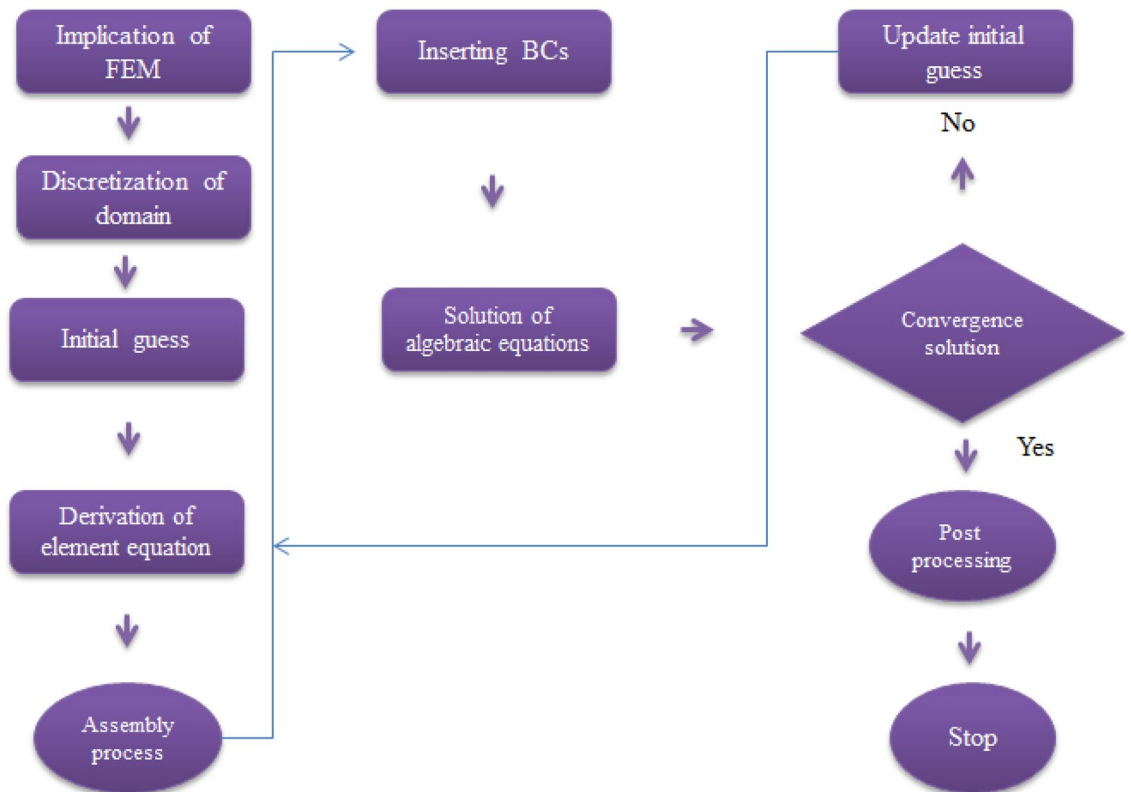 Implication of
FEM
Discretization of
domain
Initial guess
Derivation of
element equation
Assembly
process
Inserting BCs
Solution of
algebraic equations
Update initial
guess
No
Convergence
solution
Yes
Post
processing
Stop